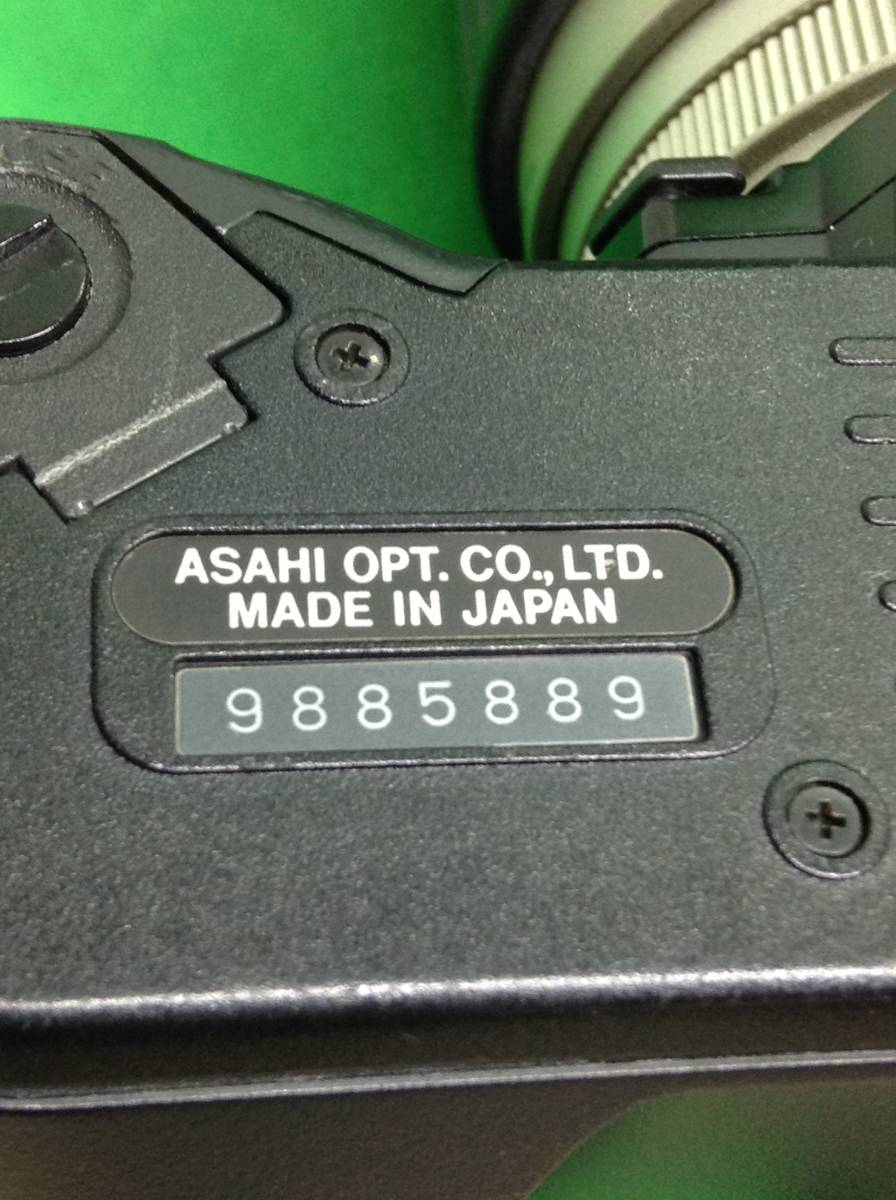 ASAHI OPT. CO., LTD.
MADE IN JAPAN
9885889